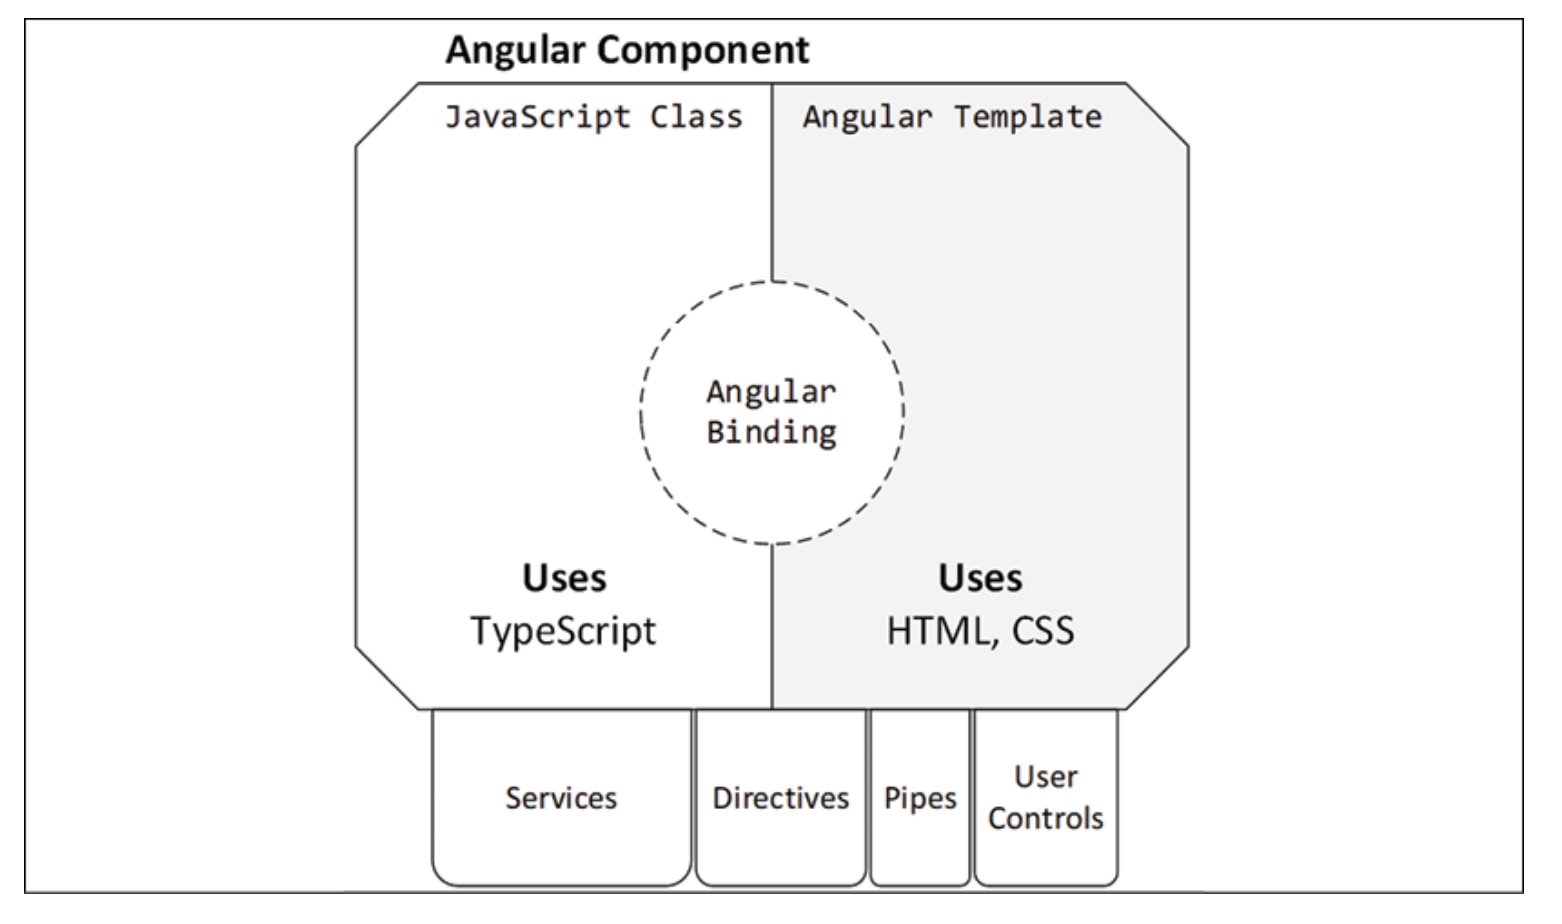 Angular Component
JavaScript Class
Angular Template
Angular
Binding
Uses
TypeScript
Uses
HTML, CSS
Services
Directives
Pipes
User
Controls